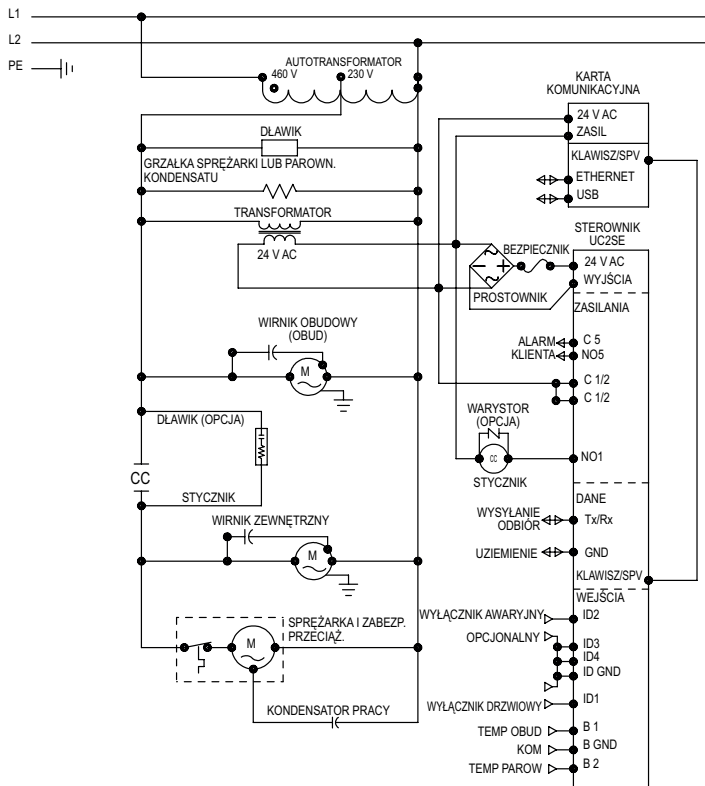 L1
L2
PE
AUTOTRANSFORMATOR
460 V
230 V
DŁAWIK
GRZAŁKA SPRĘŻARKI LUB PAROWN.
KONDENSATU
TRANSFORMATOR
24 V AC
KARTA
KOMUNIKACYJNA
24 V AC
ZASIL
KLAWISZ/SPV
ETHERNET
USB
STEROWNIK
UC2SE
BEZPIECZNIK
24 V AC
WYJŚCIA
PROSTOWNIK
ZASILANIA
WIRNIK OBUDOWY
(OBUD)
M
ALARM
KLIENTA
C 5
NO5
C 1/2
C 1/2
DŁAWIK (OPCJA)
WARYSTOR
(OPCJA)
CC
NO1
STYCZNIK
CC
STYCZNIK
DANE
WYSYŁANIE
ODBIÓR
Tx/Rx
WIRNIK ZEWNĘTRZNY
M
UZIEMIENIE
GND
KLAWISZ/SPV
WEJŚCIA
SPRĘŻARKA I ZABEZP.
PRZECIĄŻ.
M
WYŁĄCZNIK AWARYJNY
ID2
OPCJONALNY
ID3
ID4
ID GND
WYŁĄCZNIK DRZWIOWY
ID1
KONDENSATOR PRACY
TEMP OBUD
B 1
KOM
B GND
TEMP PAROW
B 2